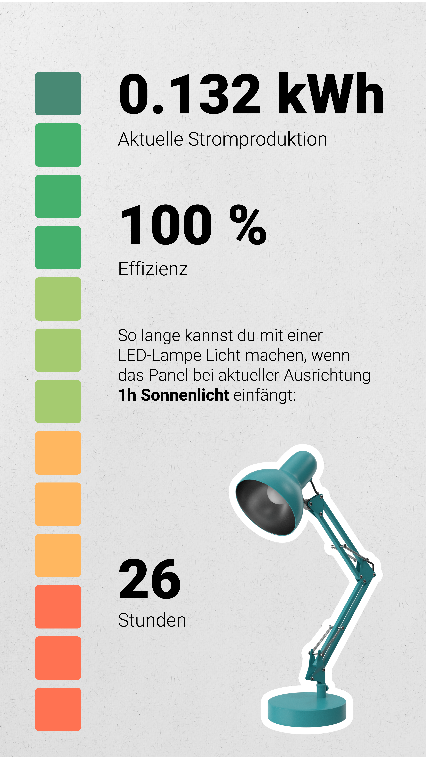 0.132 kWh
Aktuelle Stromproduktion
100 %
Effizienz
So lange kannst du mit einer
LED-Lampe Licht machen, wenn
das Panel bei aktueller Ausrichtung
1h Sonnenlicht einfängt:
26
Stunden